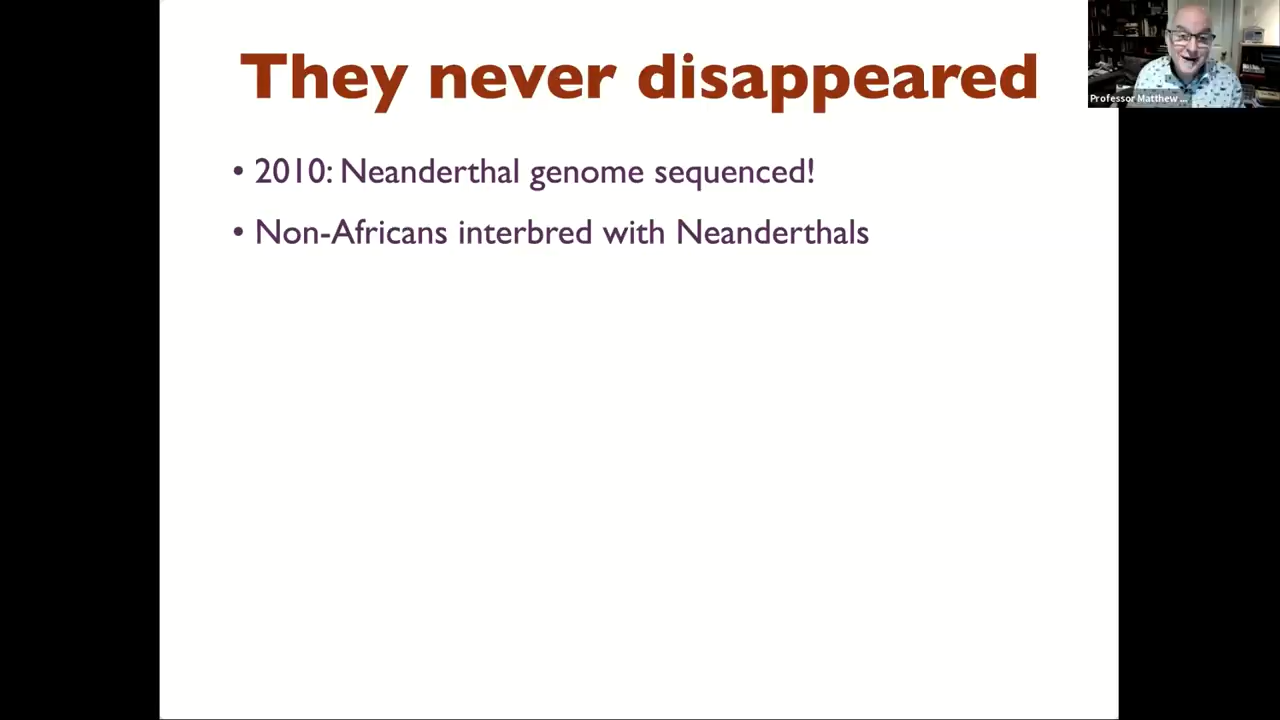 They never disappeared
Professor Matthew ...
• 2010: Neanderthal genome sequenced!
• Non-Africans interbred with Neanderthals